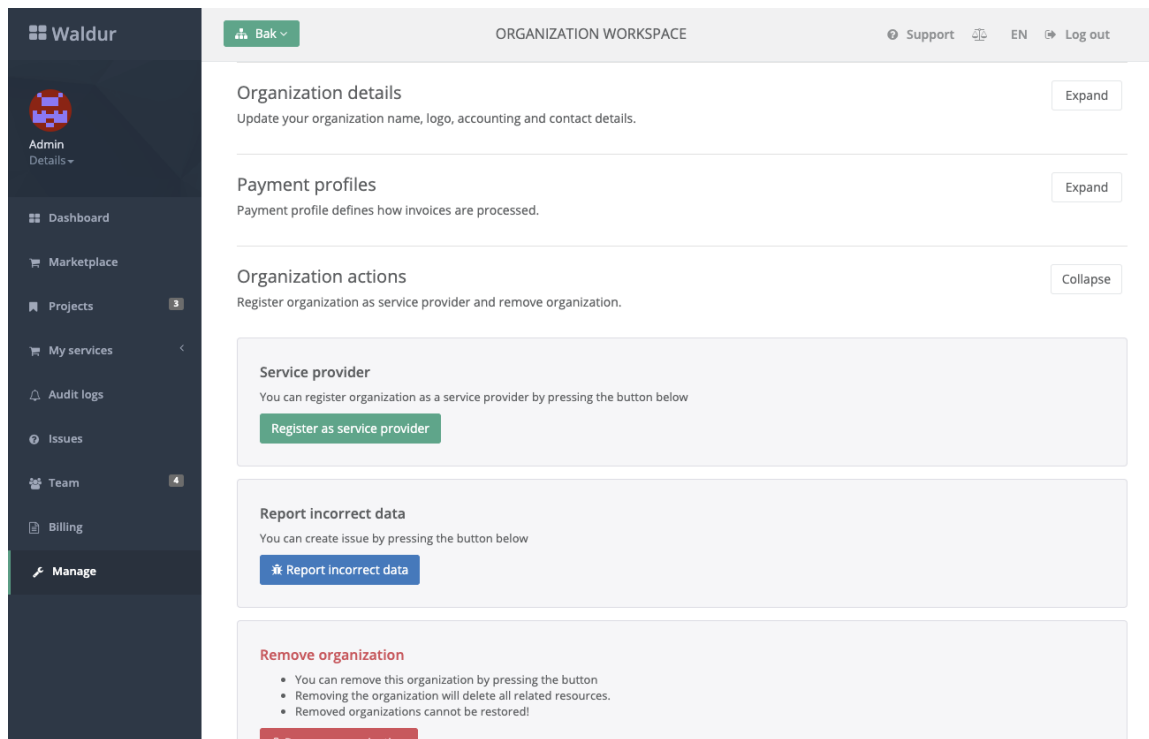 Waldur
Bak
ORGANIZATION WORKSPACE
Support
EN
Log out
Admin
Details
Dashboard
Marketplace
Projects 3
My services
Audit logs
Issues
Team 4
Billing
Manage
Organization details
Expand
Update your organization name, logo, accounting and contact details.
Payment profiles
Expand
Payment profile defines how invoices are processed.
Organization actions
Collapse
Register organization as service provider and remove organization.
Service provider
You can register organization as a service provider by pressing the button below
Register as service provider
Report incorrect data
You can create issue by pressing the button below
Report incorrect data
Remove organization
• You can remove this organization by pressing the button
• Removing the organization will delete all related resources.
• Removed organizations cannot be restored!